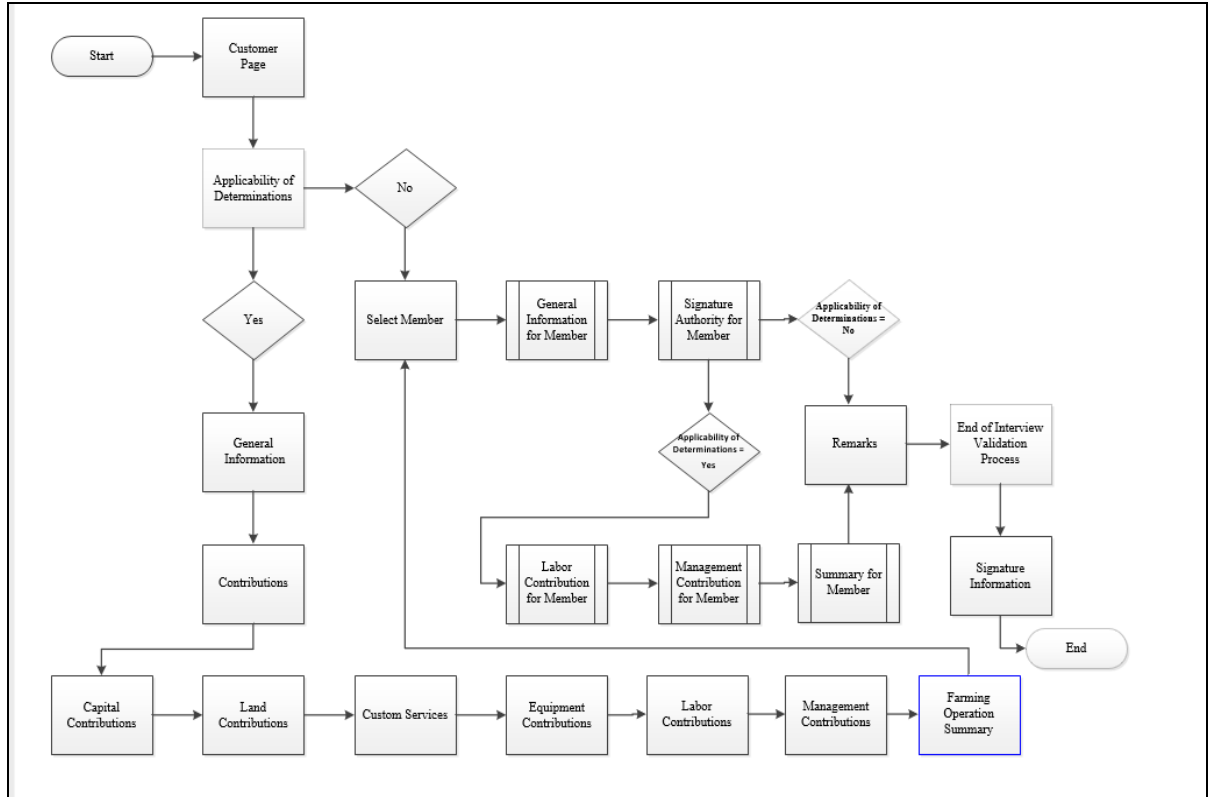 Start
Customer
Page
Applicability of
Determinations
No
Yes
Select Member
General
Information
for Member
Signature
Authority for
Member
Applicability of
Determinations =
No
Applicability of
Determinations =
Yes
General
Information
Remarks
End of Interview
Validation
Process
Contributions
Labor
Contribution
for Member
Management
Contribution
for Member
Summary for
Member
Signature
Information
End
Capital
Contributions
Land
Contributions
Custom Services
Equipment
Contributions
Labor
Contributions
Management
Contributions
Farming
Operation
Summary